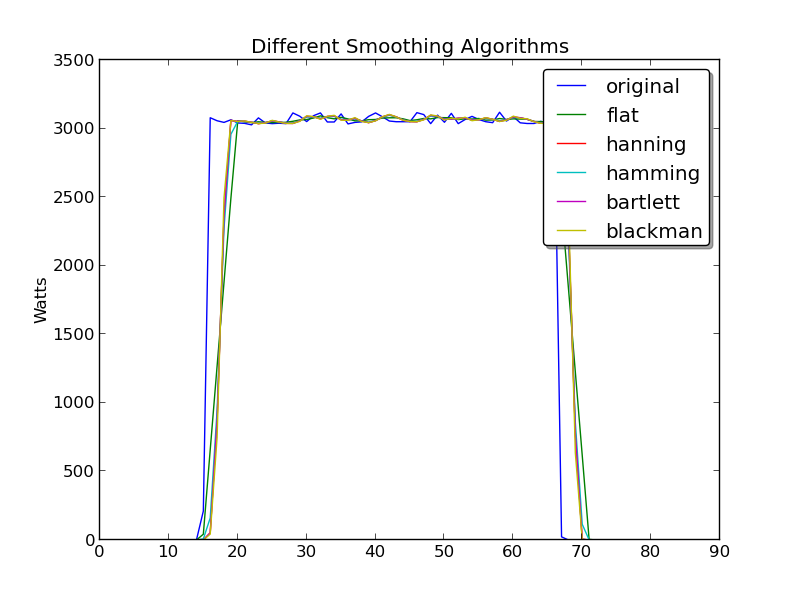 Different Smoothing Algorithms
3500
3000
2500
2000
1500
1000
500
0
Watts
original
flat
hanning
hamming
bartlett
blackman
0 10 20 30 40 50 60 70 80 90